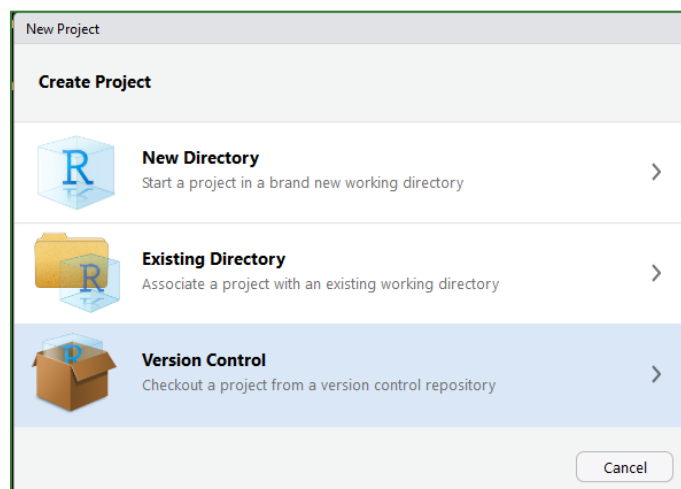 New Project
Create Project
R
New Directory
Start a project in a brand new working directory
R
Existing Directory
Associate a project with an existing working directory
R
Version Control
Checkout a project from a version control repository
Cancel